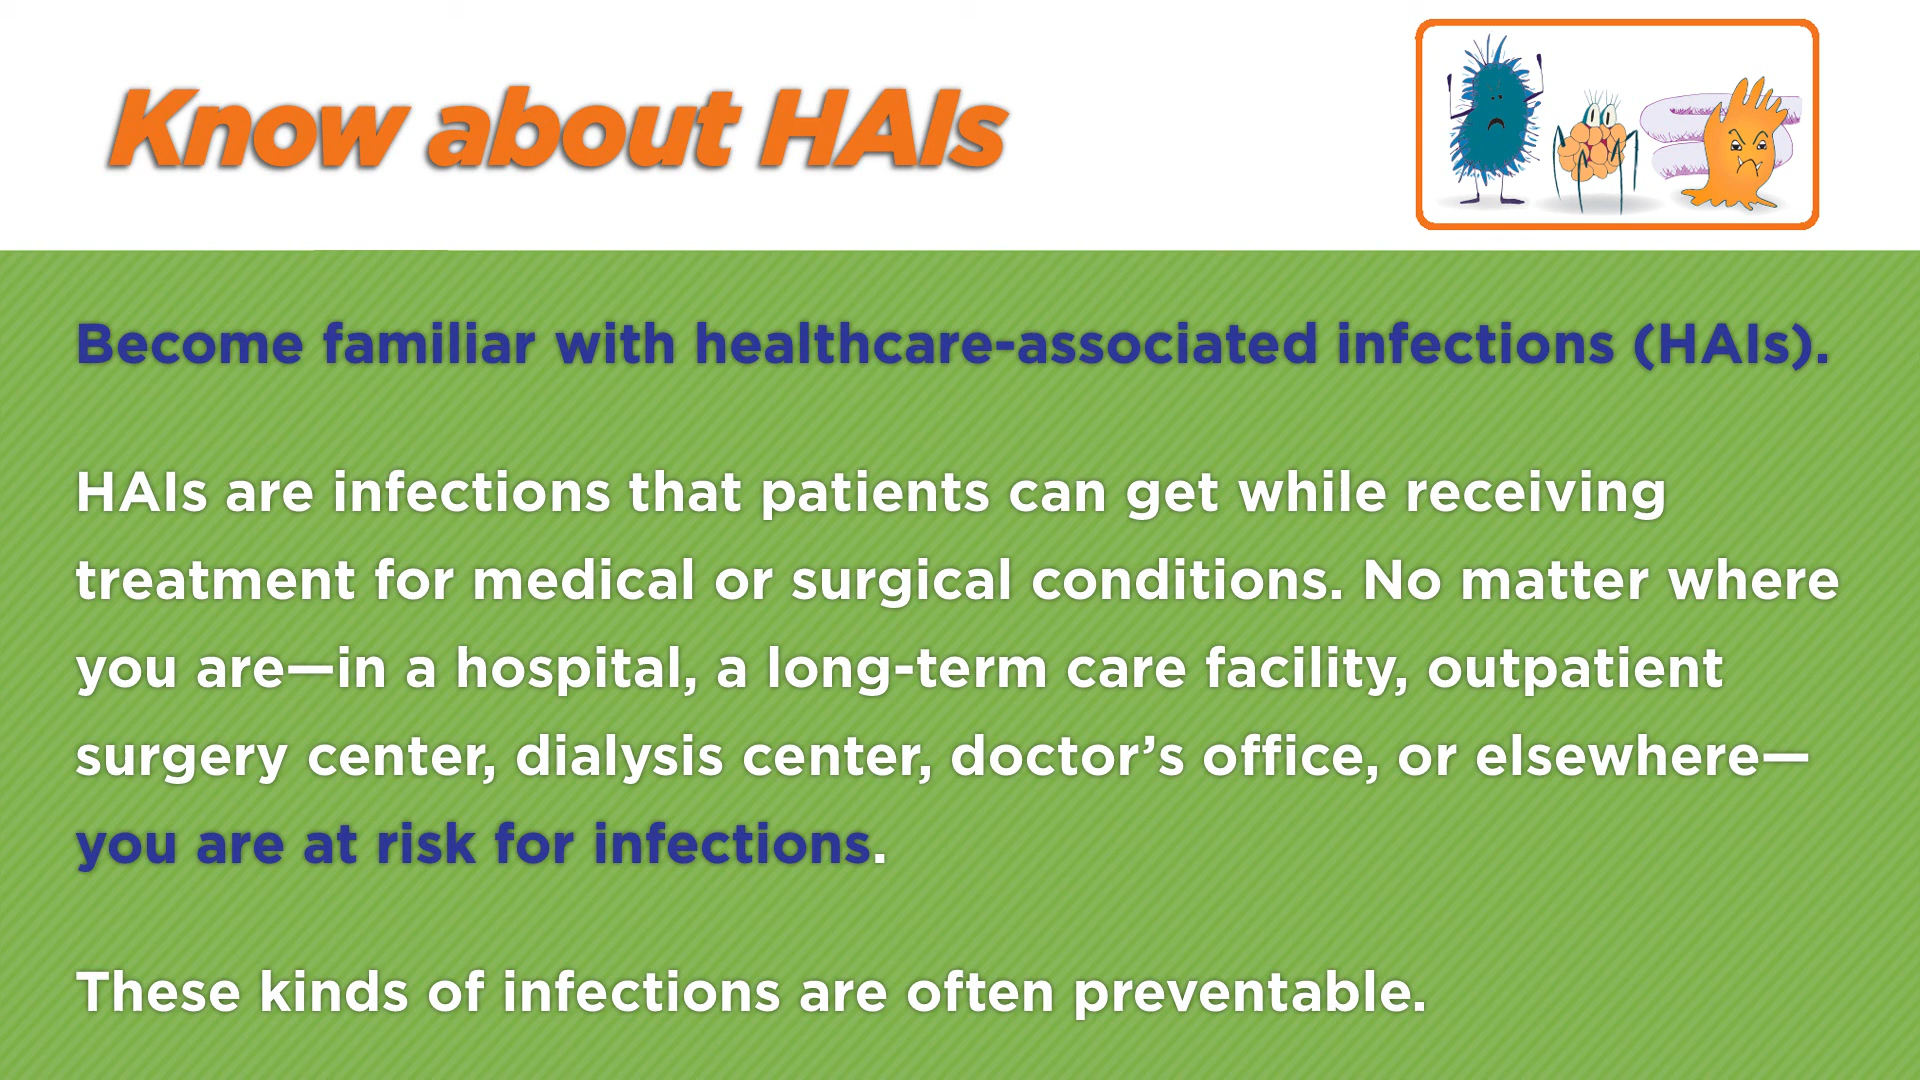 Know about HAIs
Become familiar with healthcare-associated infections (HAIs).
HAIs are infections that patients can get while receiving
treatment for medical or surgical conditions. No matter where
you are—in a hospital, a long-term care facility, outpatient
surgery center, dialysis center, doctor’s office, or elsewhere—
you are at risk for infections.
These kinds of infections are often preventable.